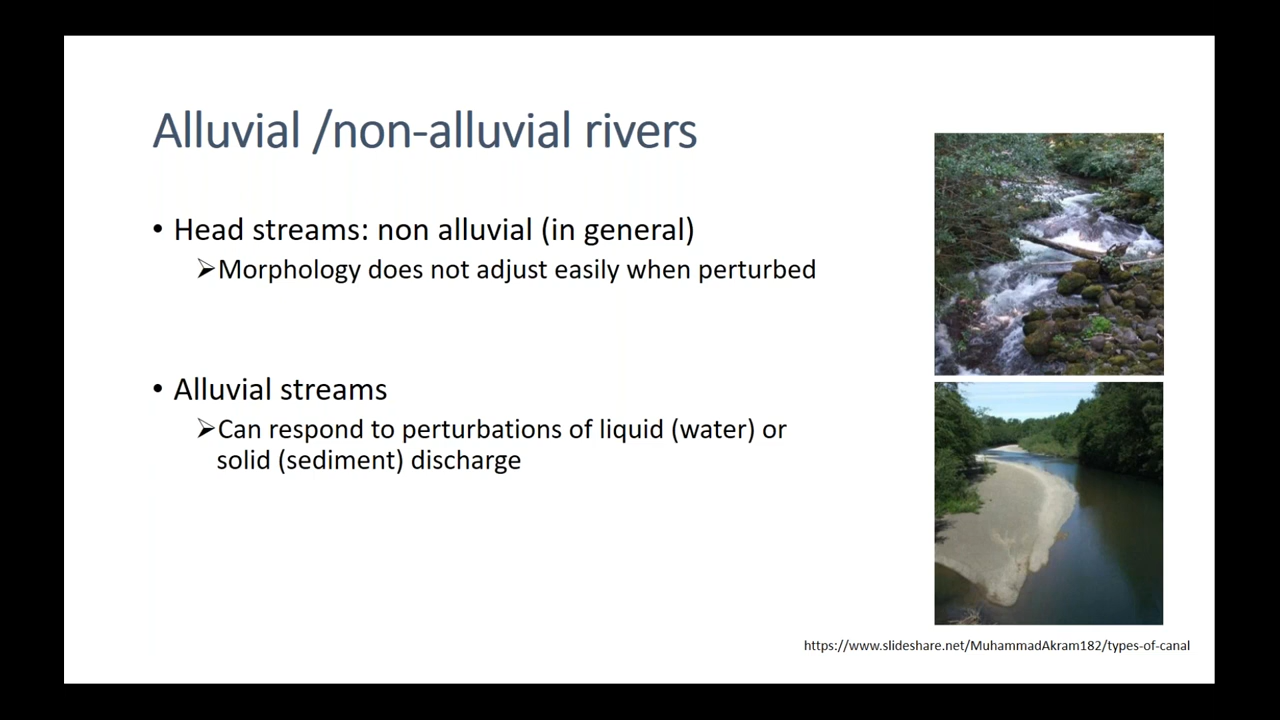 Alluvial /non-alluvial rivers
• Head streams: non alluvial (in general)
➢Morphology does not adjust easily when perturbed
• Alluvial streams
➢Can respond to perturbations of liquid (water) or
solid (sediment) discharge
https://www.slideshare.net/MuhammadAkram182/types-of-canal